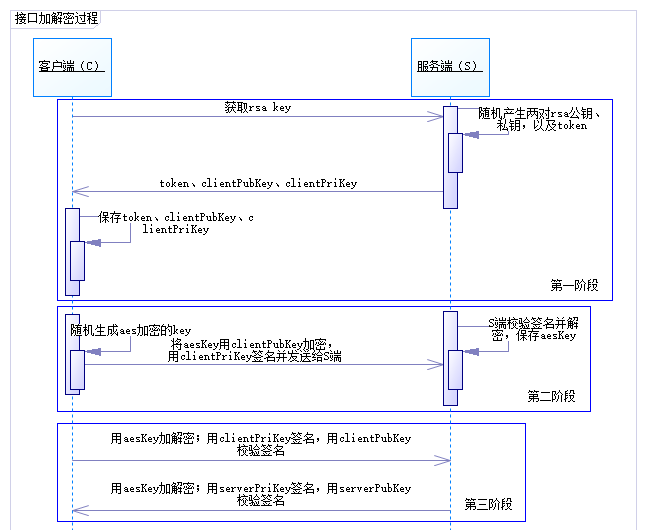 接口加解密过程
客户端（C）
服务端（S）
获取rsa key
随机产生两对rsa公钥、
私钥，以及token
token、clientPubKey、clientPriKey
保存token、clientPubKey、c
lientPriKey
第一阶段
随机生成aes加密的key
将aesKey用clientPubKey加密，
用clientPriKey签名并发送给S端
S端校验签名并解
密，保存aesKey
第二阶段
用aesKey加解密；用clientPriKey签名，用clientPubKey
校验签名
用aesKey加解密；用serverPriKey签名，用serverPubKey
校验签名
第三阶段